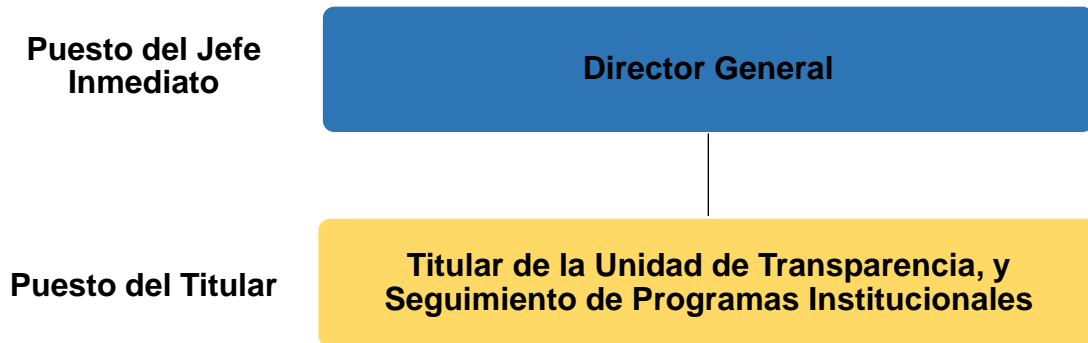 Puesto del Jefe
Inmediato
Director General
Puesto del Titular
Titular de la Unidad de Transparencia, y
Seguimiento de Programas Institucionales